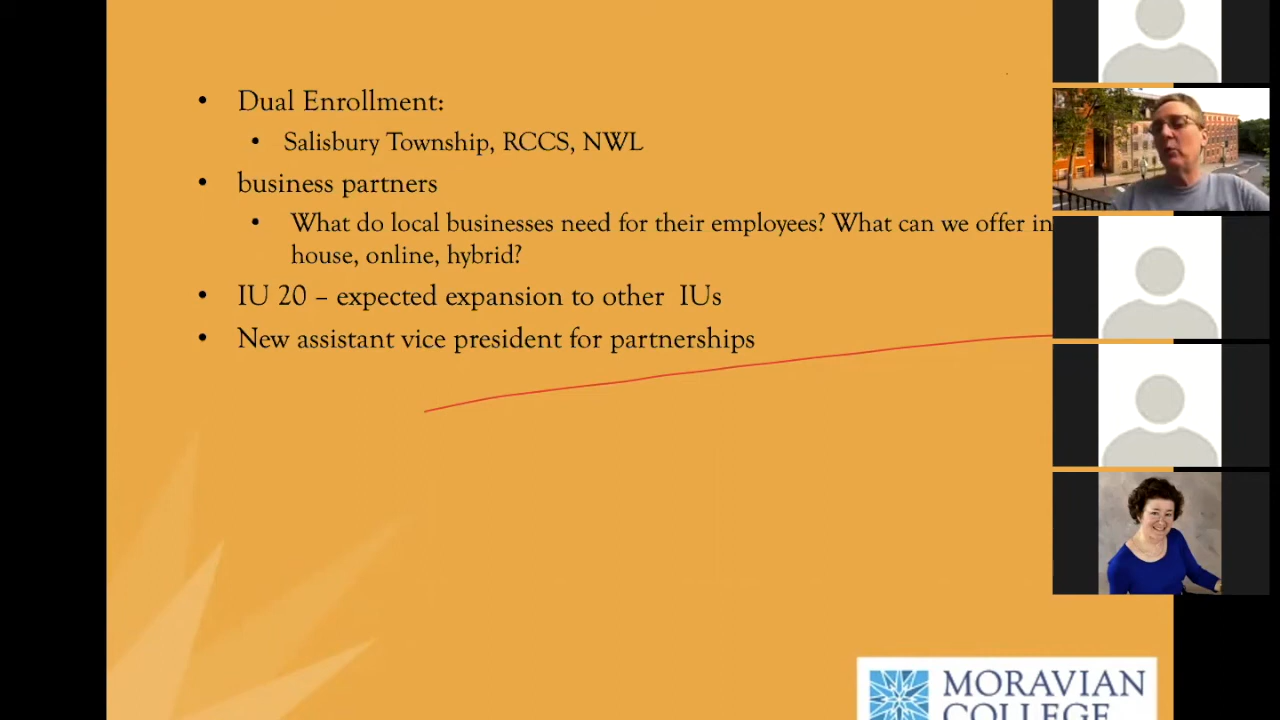 • Dual Enrollment:
• Salisbury Township, RCCS, NWL
• business partners
• What do local businesses need for their employees? What can we offer in
house, online, hybrid?
• IU 20 – expected expansion to other IUs
• New assistant vice president for partnerships
MORAVIAN
COLLEGE